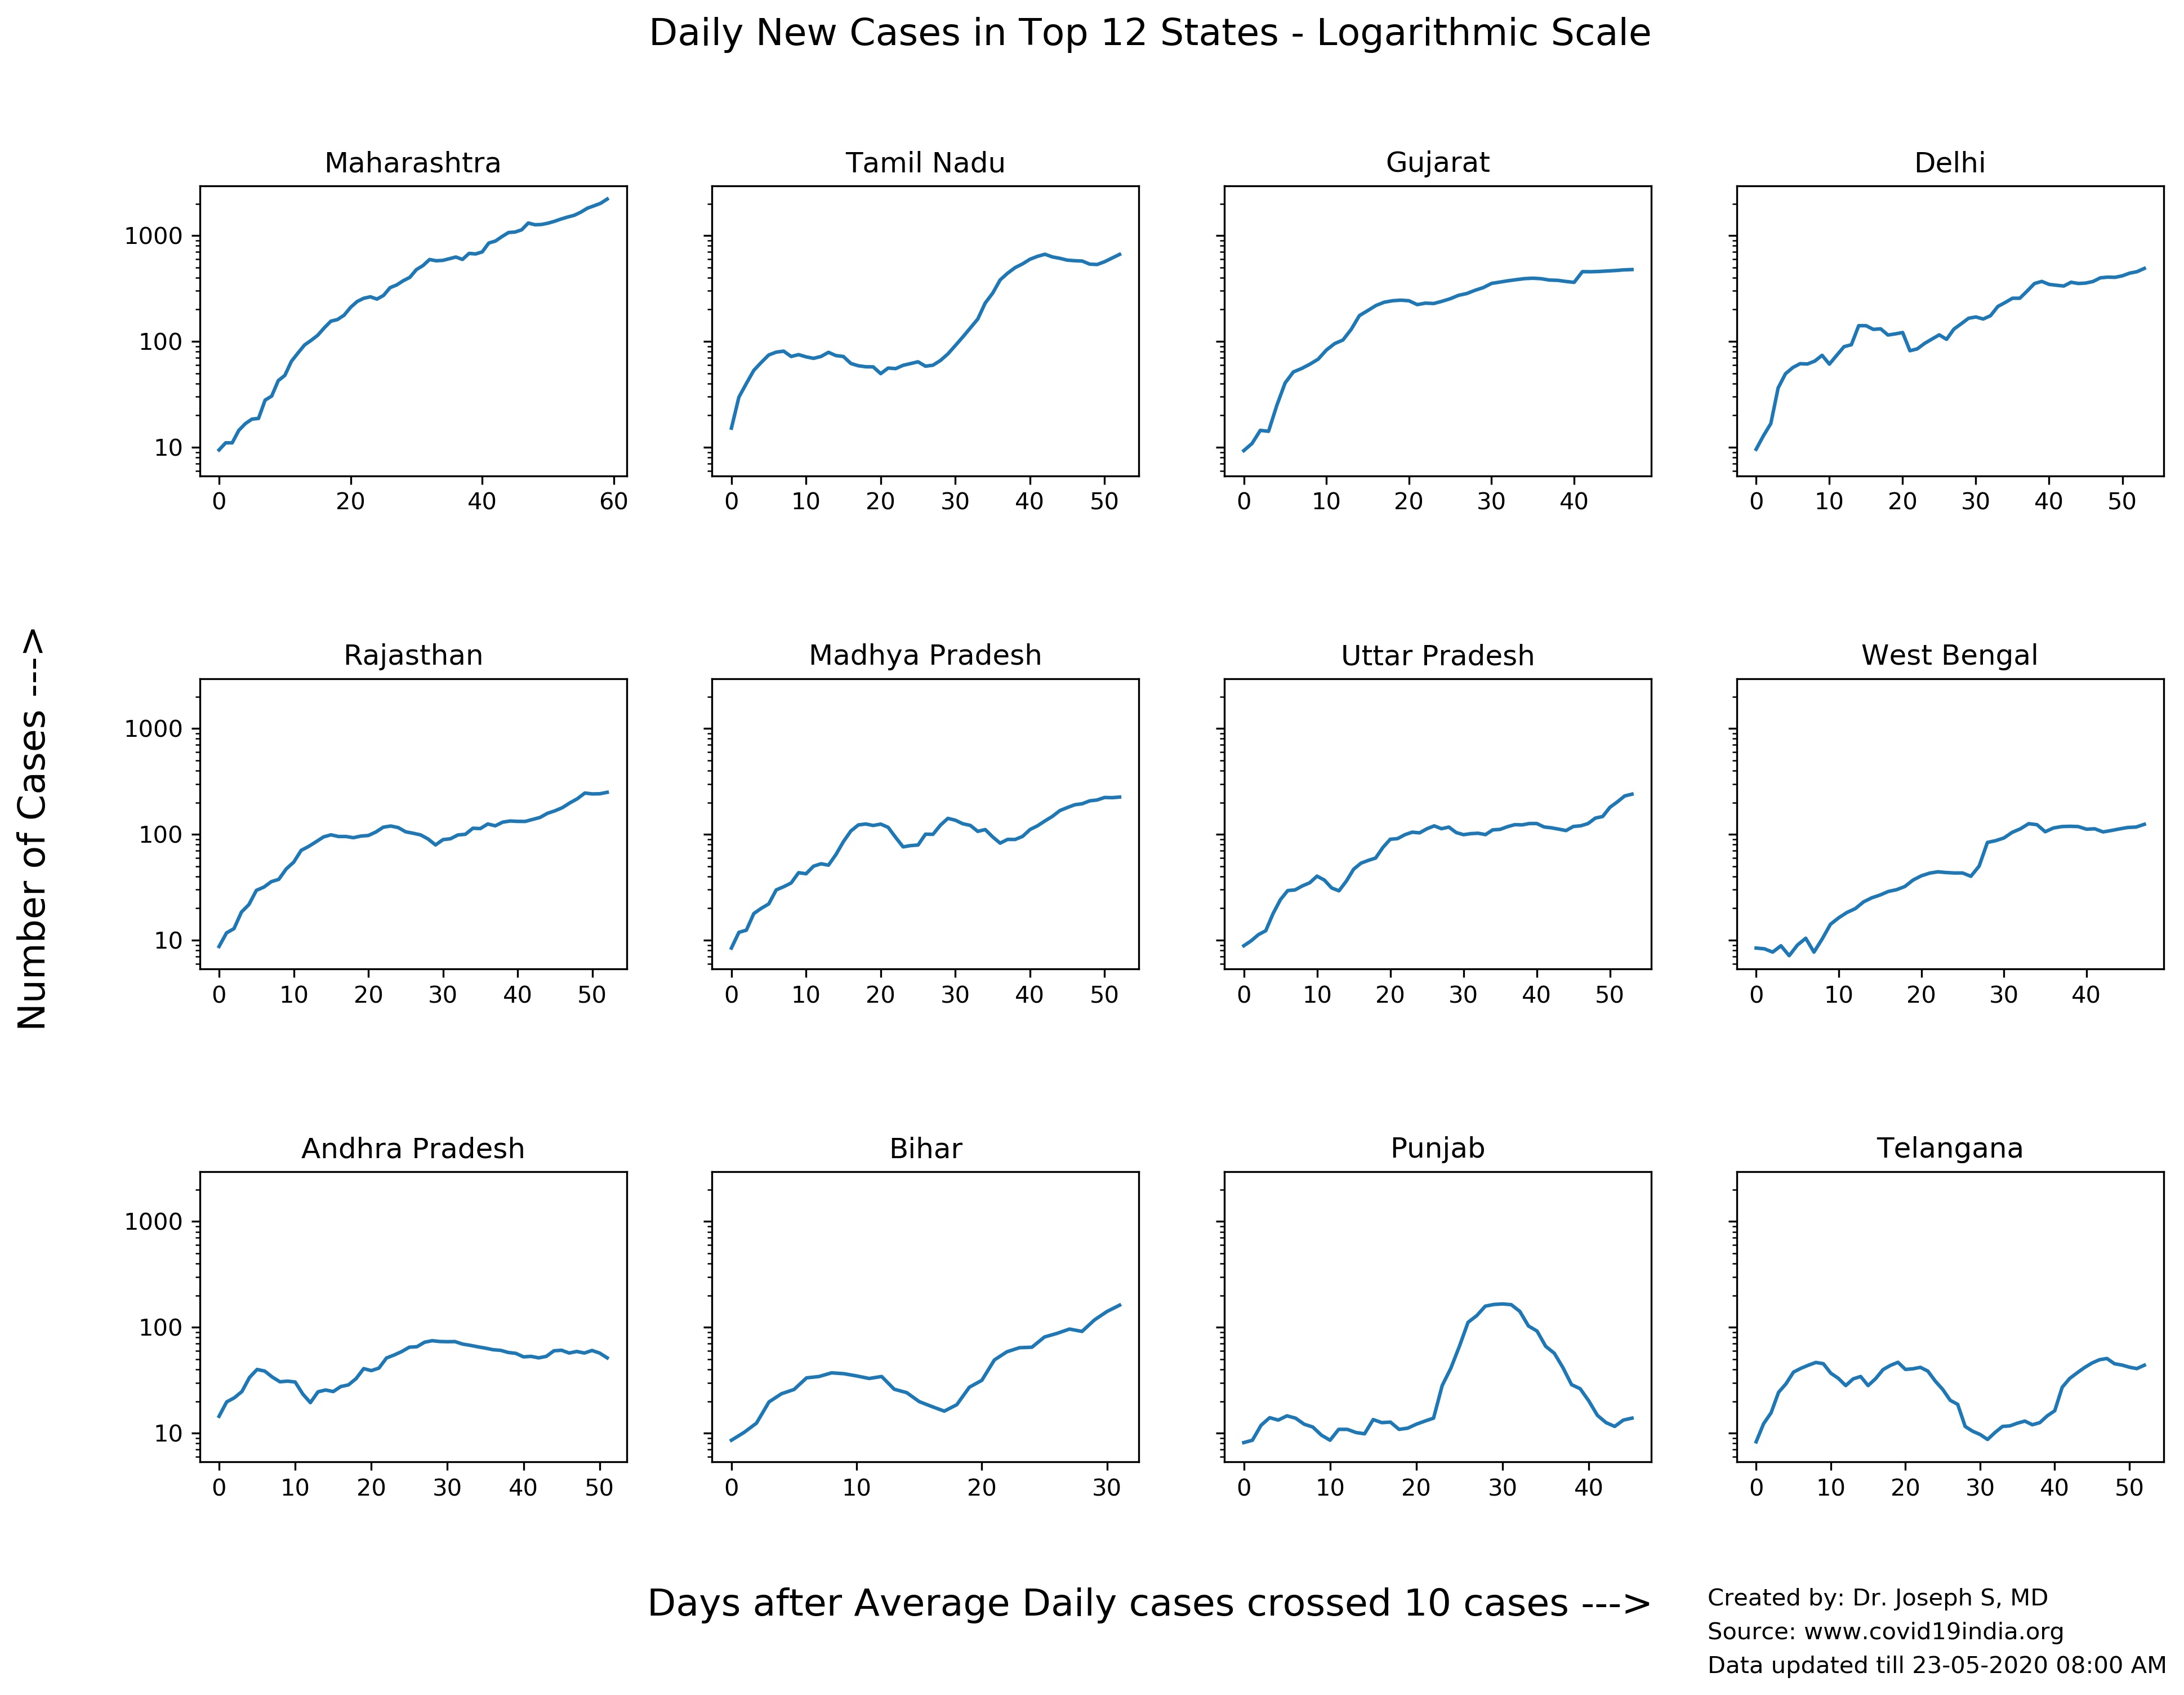 Daily New Cases in Top 12 States - Logarithmic Scale
Maharashtra
Tamil Nadu
Gujarat
Delhi
1000
100
10
0 20 40 60
0 10 20 30 40 50
0 10 20 30 40
0 10 20 30 40 50
Number of Cases --->
Rajasthan
Madhya Pradesh
Uttar Pradesh
West Bengal
1000
100
10
0 10 20 30 40 50
0 10 20 30 40 50
0 10 20 30 40 50
0 10 20 30 40
Andhra Pradesh
Bihar
Punjab
Telangana
1000
100
10
0 10 20 30 40 50
0 10 20 30
0 10 20 30 40
0 10 20 30 40 50
Days after Average Daily cases crossed 10 cases --->
Created by: Dr. Joseph S, MD
Source: www.covid19india.org
Data updated till 23-05-2020 08:00 AM